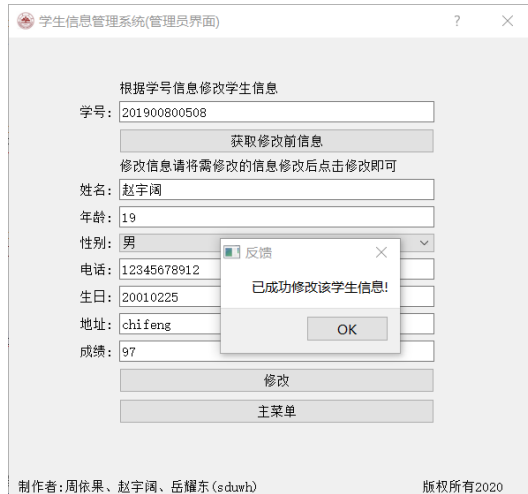 学生信息管理系统(管理员界面)
根据学号信息修改学生信息
学号: 201900800508
获取修改前信息
修改信息请将需修改的信息修改后点击修改即可
姓名: 赵宇阔
年龄: 19
性别: 男
反馈
电话: 12345678912
已成功修改该学生信息!
生日: 20010225
地址: chifeng
OK
成绩: 97
修改
主菜单
制作者:周依果、赵宇阔、岳耀东(sduwh) 版权所有2020